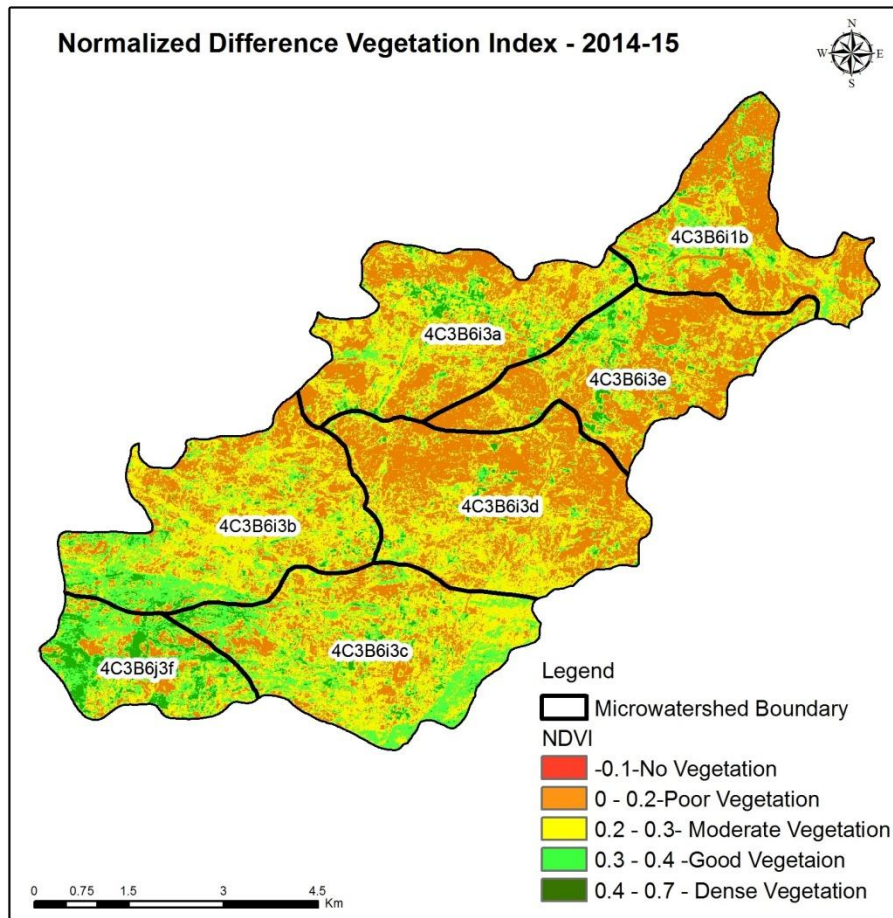 Normalized Difference Vegetation Index - 2014-15
N
W E
S
4C3B6i1b
4C3B6i3a
4C3B6i3e
4C3B6i3d
4C3B6i3b
4C3B6i3c
4C3B6j3f
Legend
Microwatershed Boundary
NDVI
-0.1-No Vegetation
0 - 0.2-Poor Vegetation
0.2 - 0.3- Moderate Vegetation
0.3 - 0.4 -Good Vegetaion
0.4 - 0.7 - Dense Vegetation
0 0.75 1.5 3 4.5
Km